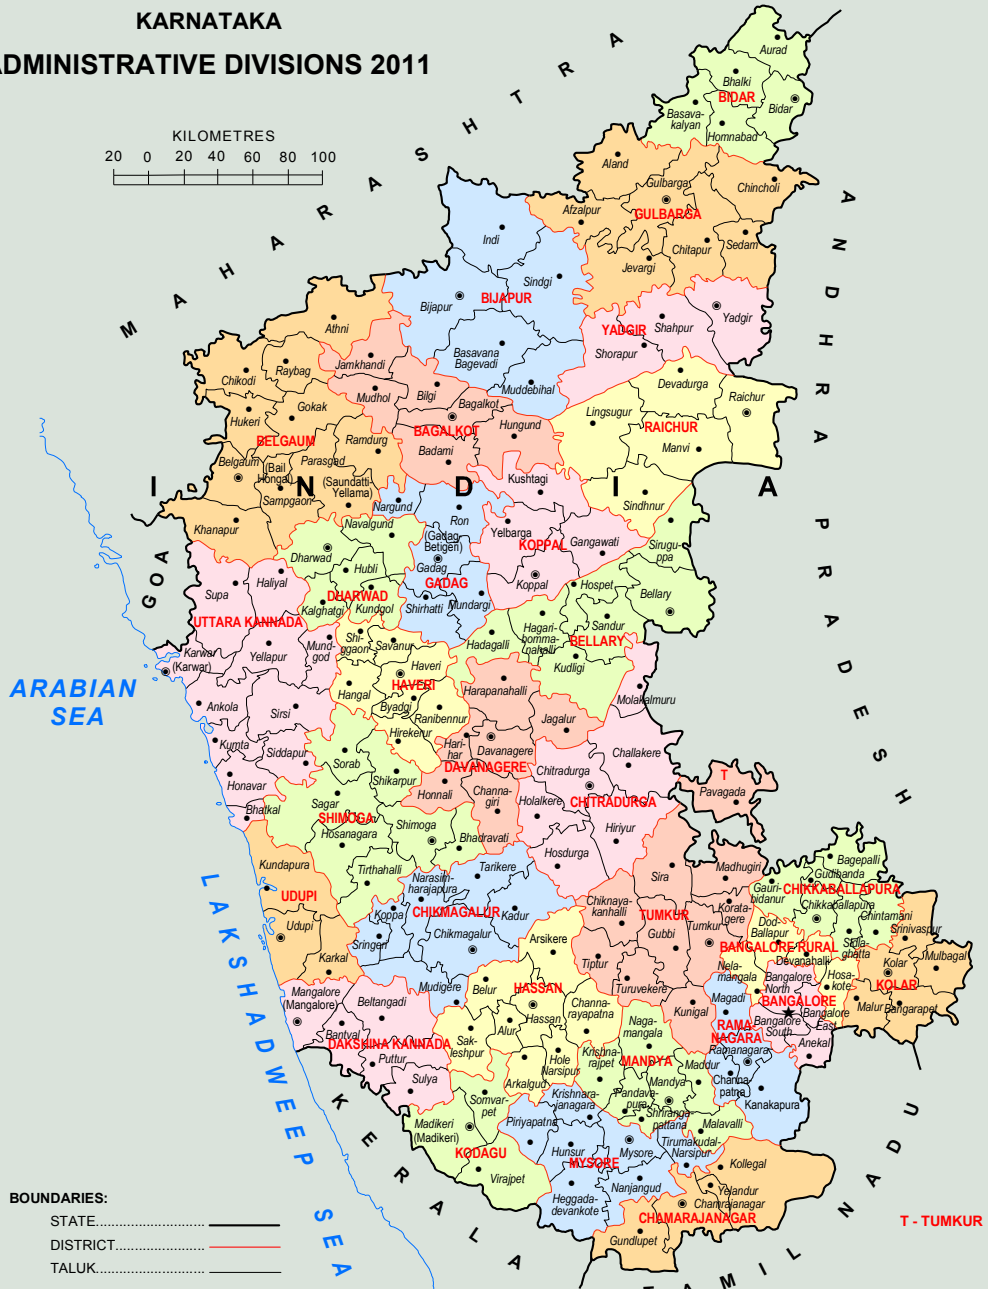 KARNATAKA
ADMINISTRATIVE DIVISIONS 2011
KILOMETRES
20 0 20 40 60 80 100
MAHARASHTRA
ANDHRA PRADESH
GOA
KERALA
TAMIL NADU
INDIA
ARABIAN
SEA
LAKSHADWEEP SEA
BIDAR
Aurad
Bhalki
Bidar
Basava-
kalyan
Homnabad
GULBARGA
Aland
Gulbarga
Chincholi
Afzalpur
Chitapur
Sedam
Jevargi
YADGIR
Shahpur
Yadgir
Shorapur
BIJAPUR
Indi
Sindgi
Bijapur
Basavana
Bagevadi
Muddebihal
BELGAUM
Athni
Chikodi
Raybag
Hukeri
Gokak
Belgaum
(Bail
Hongal)
Sampgaon
Parasgad
(Saundatti-
Yellama)
Ramdurg
Khanapur
BAGALKOT
Jamkhandi
Mudhol
Bilgi
Bagalkot
Badami
Hungund
RAICHUR
Devadurga
Raichur
Lingsugur
Manvi
Sindhnur
KOPPAL
Kushtagi
Yelbarga
Gangawati
Koppal
GADAG
Nargund
Ron
(Gadag-
Betigeri)
Gadag
Shirhatti
Mundargi
DHARWAD
Navalgund
Dharwad
Hubli
Kalghatgi
Kundgol
UTTARA KANNADA
Supa
Haliyal
Karwar
(Karwar)
Yellapur
Mund-
god
Ankola
Sirsi
Kumta
Siddapur
Honavar
Bhatkal
HAVERI
Shi-
ggaon
Savanur
Haveri
Hangal
Byadgi
Ranibennur
Hirekerur
BELLARY
Sirugu-
ppa
Hospet
Bellary
Sandur
Hagari-
bomma-
nahalli
Hadagalli
Kudligi
DAVANAGERE
Harapanahalli
Jagalur
Hari-
har
Davanagere
Honnali
Channa-
giri
CHITRADURGA
Molakalmuru
Challakere
Chitradurga
Holalkere
Hiriyur
Hosdurga
SHIMOGA
Sorab
Shikarpur
Sagar
Hosanagara
Shimoga
Bhadravati
Tirthahalli
UDUPI
Kundapura
Udupi
Karkal
CHIKMAGALUR
Tarikere
Narasim-
harajapura
Koppa
Kadur
Sringeri
Chikmagalur
Mudigere
TUMKUR
T
Pavagada
Sira
Madhugiri
Chiknaya-
kanhalli
Korata-
gere
Gubbi
Tumkur
Tiptur
Turuvekere
Kunigal
CHIKKABALLAPURA
Bagepalli
Gudibanda
Gauri-
bidanur
Chikkaballapura
Chintamani
Sidla-
ghatta
KOLAR
Srinivaspur
Mulbagal
Kolar
Malur
Bangarapet
BANGALORE RURAL
Dod-
Ballapur
Devanahalli
Nela-
mangala
Hosa-
kote
BANGALORE
Bangalore
North
Bangalore
South
(Bangalore
East
Anekal
RAMA-
NAGARA
Magadi
Ramanagara
Channa-
patna
Kanakapura
HASSAN
Arsikere
Belur
Hassan
Channa-
rayapatna
Alur
Sak-
leshpur
Hole
Narsipur
Arkalgud
DAKSHINA KANNADA
Mangalore
(Mangalore)
Beltangadi
Bantval
Puttur
Sulya
MANDYA
Naga-
mangala
Krishna-
rajpet
Maddur
Mandya
Pandava-
pura
Shriranga-
pattana
Malavalli
KODAGU
Somvar-
pet
Madikeri
(Madikeri)
Virajpet
MYSORE
Krishnara-
janagara
Piriyapatna
Hunsur
Mysore
Tirumakudal-
Narsipur
Nanjangud
Heggada-
devankote
CHAMARAJANAGAR
Kollegal
Yelandur
Chamrajanagar
Gundlupet
BOUNDARIES:
STATE
DISTRICT
TALUK
T - TUMKUR